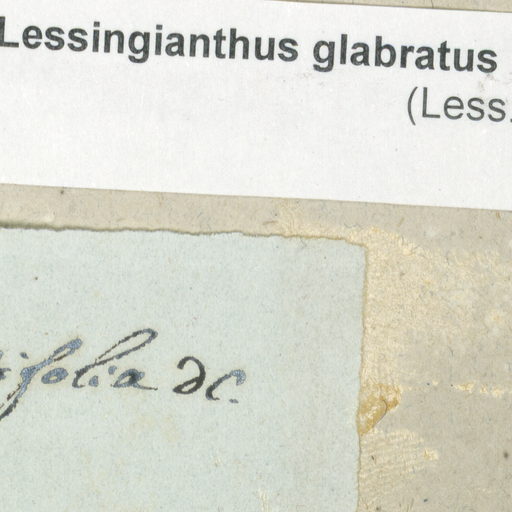 Lessingianthus glabratus
(Less.
ifolia DC.